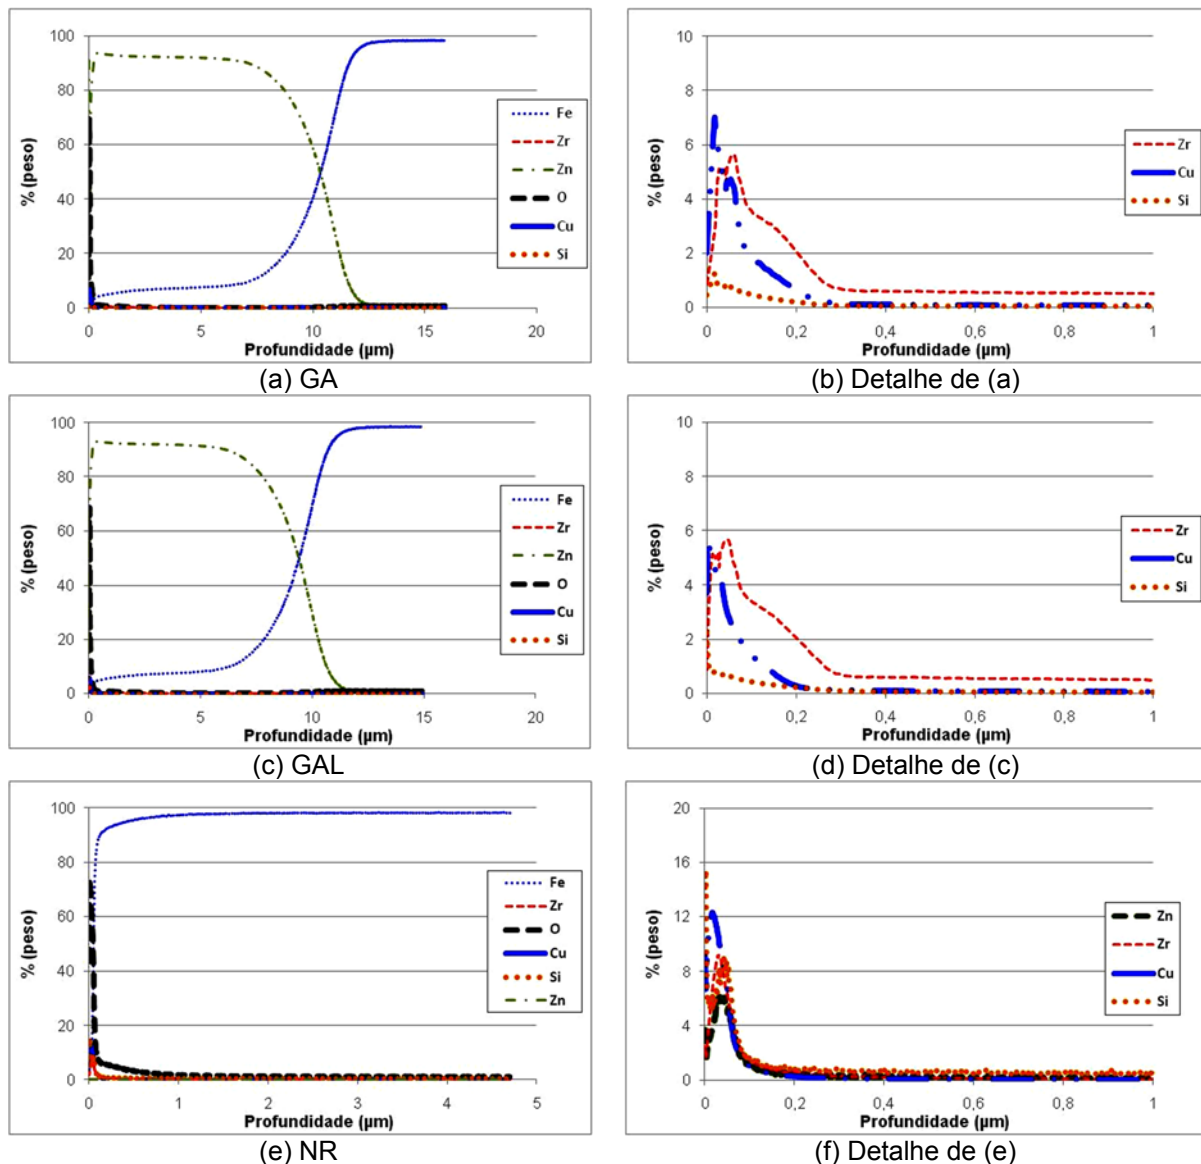 % (peso)
100
80
60
40
20
0
0 5 10 15 20
Profundidade (µm)
Fe
Zr
Zn
O
Cu
Si
(a) GA
% (peso)
10
8
6
4
2
0
0 0,2 0,4 0,6 0,8 1
Profundidade (µm)
Zr
Cu
Si
(b) Detalhe de (a)
% (peso)
100
80
60
40
20
0
0 5 10 15 20
Profundidade (µm)
Fe
Zr
Zn
O
Cu
Si
(c) GAL
% (peso)
10
8
6
4
2
0
0 0,2 0,4 0,6 0,8 1
Profundidade (µm)
Zr
Cu
Si
(d) Detalhe de (c)
% (peso)
100
80
60
40
20
0
0 1 2 3 4 5
Profundidade (µm)
Fe
Zr
O
Cu
Si
Zn
(e) NR
% (peso)
20
16
12
8
4
0
0 0,2 0,4 0,6 0,8 1
Profundidade (µm)
Zn
Zr
Cu
Si
(f) Detalhe de (e)